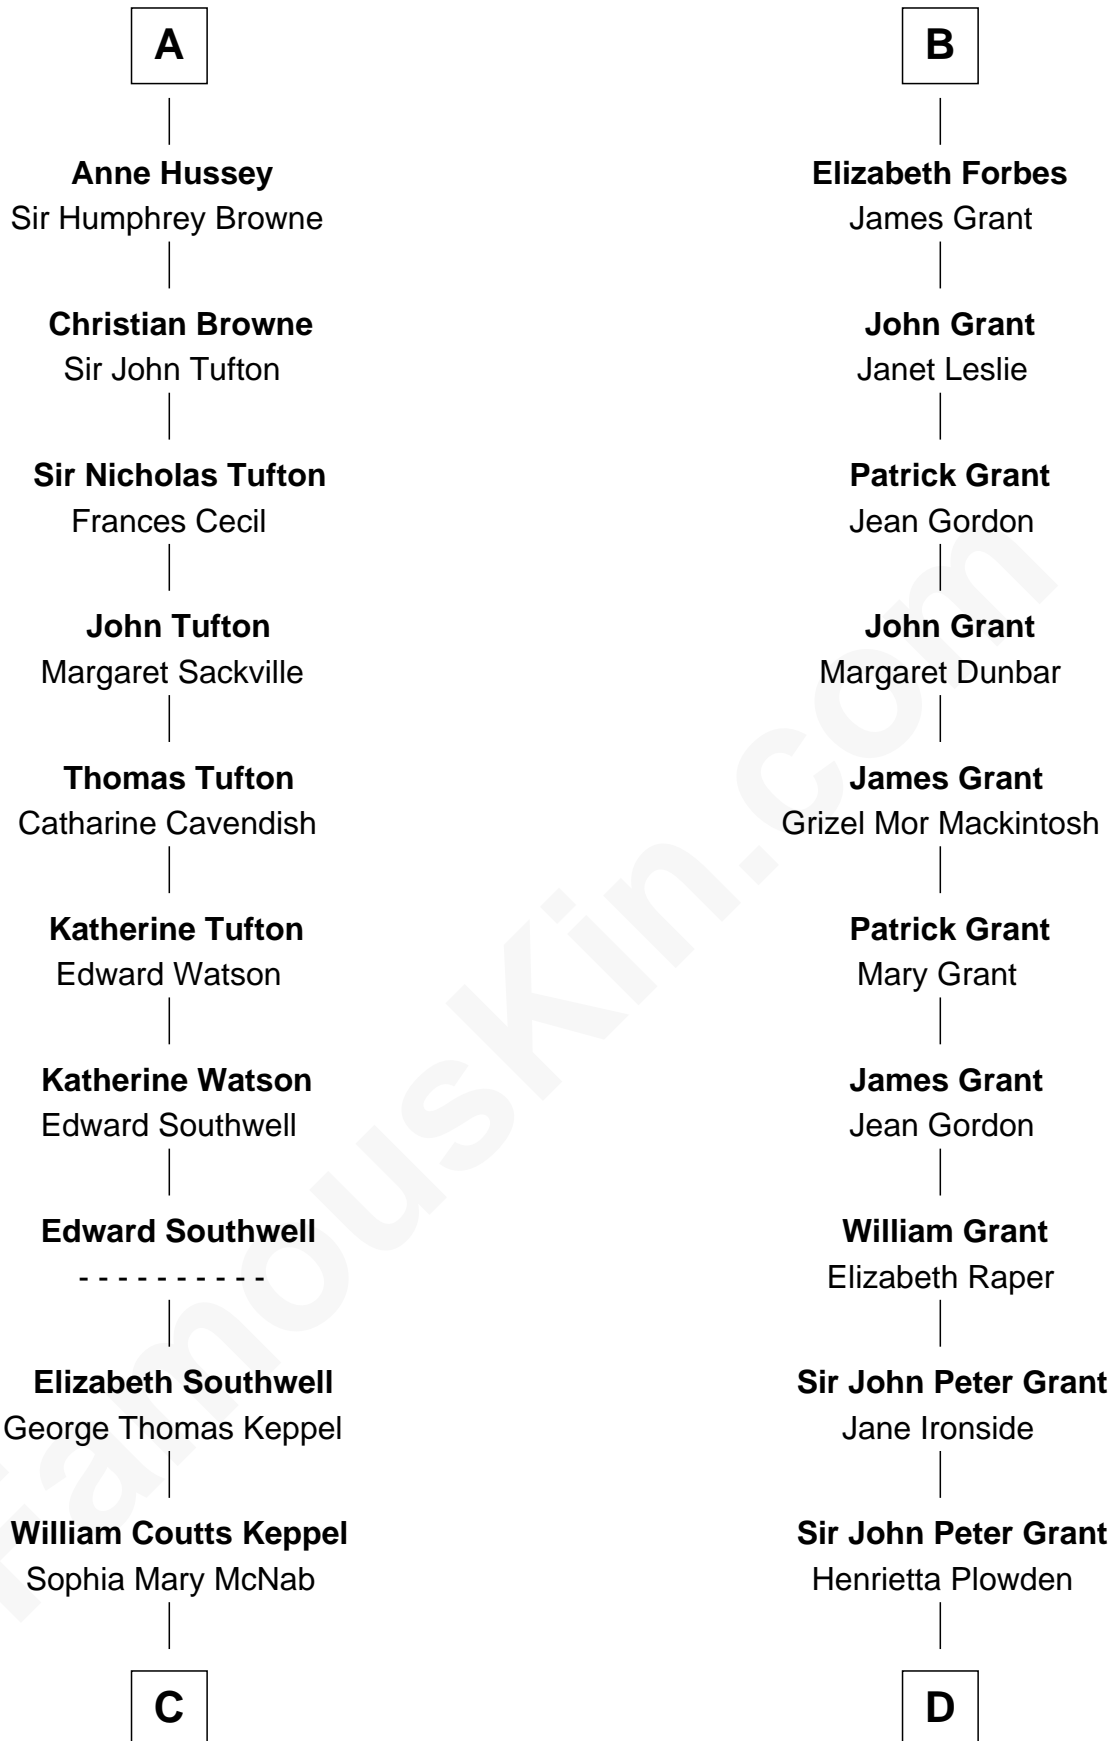 A
Anne Hussey
Sir Humphrey Browne
Christian Browne
Sir John Tufton
Sir Nicholas Tufton
Frances Cecil
John Tufton
Margaret Sackville
Thomas Tufton
Catharine Cavendish
Katherine Tufton
Edward Watson
Katherine Watson
Edward Southwell
Edward Southwell
- - - - - - - - - -
Elizabeth Southwell
George Thomas Keppel
William Coutts Keppel
Sophia Mary McNab
C
B
Elizabeth Forbes
James Grant
John Grant
Janet Leslie
Patrick Grant
Jean Gordon
John Grant
Margaret Dunbar
James Grant
Grizel Mor Mackintosh
Patrick Grant
Mary Grant
James Grant
Jean Gordon
William Grant
Elizabeth Raper
Sir John Peter Grant
Jane Ironside
Sir John Peter Grant
Henrietta Plowden
D
FamousKin.com